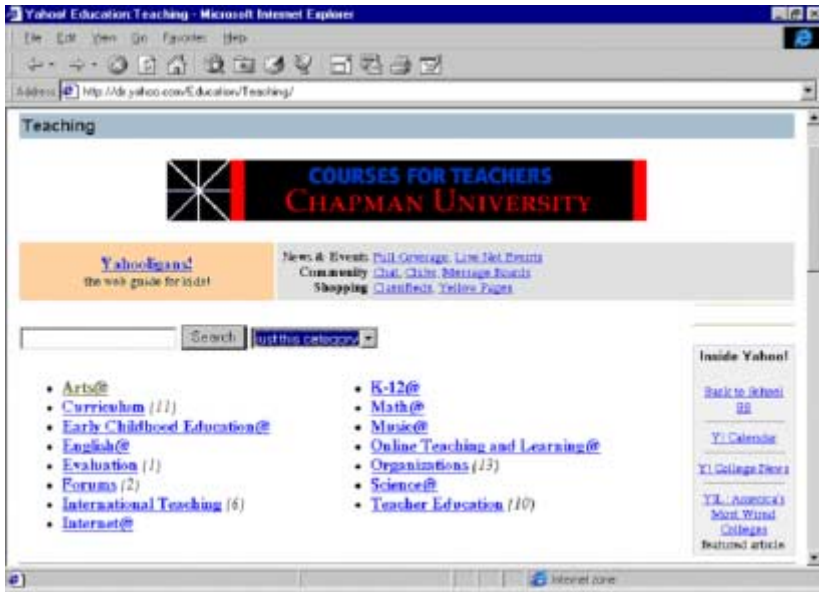 Yahoo! Education:Teaching - Microsoft Internet Explorer
File Edit View Go Favorites Help
Address http://dir.yahoo.com/Education/Teaching/
Teaching
COURSES FOR TEACHERS
CHAPMAN UNIVERSITY
Yahooligans!
the web guide for kids!
News & Events Full Coverage, Live Net Events
Community Chat, Clubs, Message Boards
Shopping Classifieds, Yellow Pages
Search just this category
Arts@
Curriculum (11)
Early Childhood Education@
English@
Evaluation (1)
Forums (2)
International Teaching (6)
Internet@
K-12@
Math@
Music@
Online Teaching and Learning@
Organizations (13)
Science@
Teacher Education (10)
Inside Yahoo!
Back to School
Y! Calendar
Y! College News
YIL: America's
Most Wired
Colleges
featured article
Internet zone